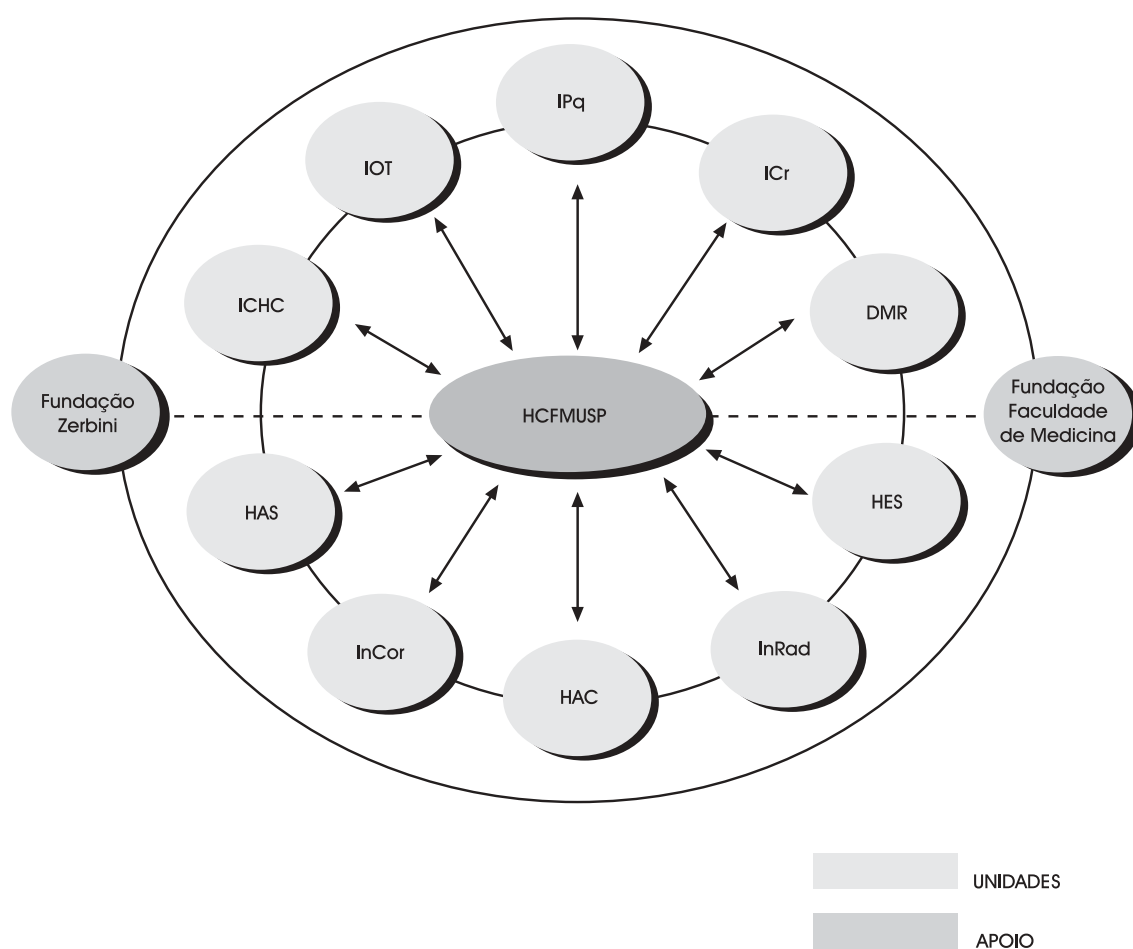 IPq
IOT
ICr
ICHC
DMR
Fundação
Zerbini
HCFMUSP
Fundação
Faculdade
de Medicina
HAS
HES
InCor
InRad
HAC
UNIDADES
APOIO